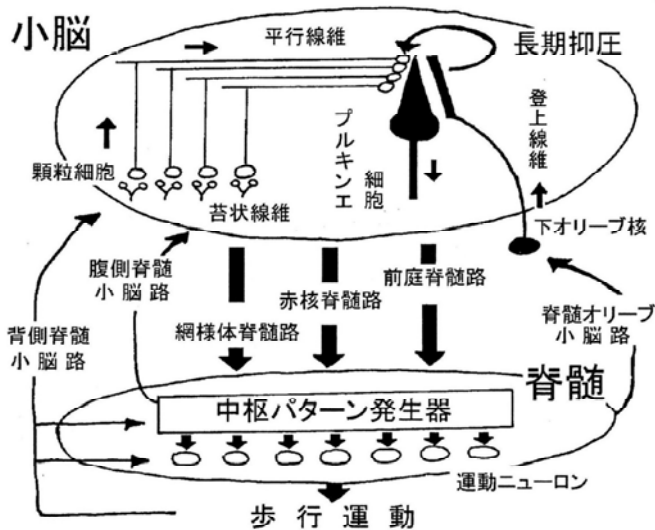 小脳
平行線維
長期抑圧
登上線維
プルキンエ
細胞
顆粒細胞
苔状線維
下オリーブ核
腹側脊髄
小脳路
前庭脊髄路
赤核脊髄路
網様体脊髄路
背側脊髄
小脳路
脊髄オリーブ
小脳路
脊髄
中枢パターン発生器
運動ニューロン
歩行運動